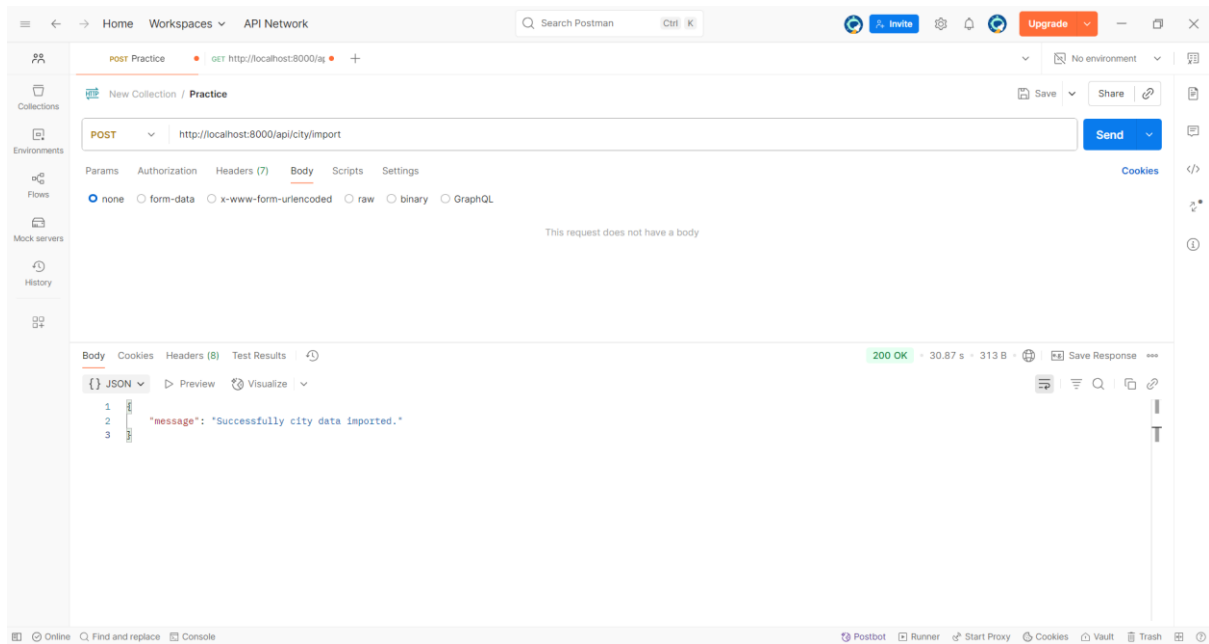 Home Workspaces API Network Search Postman Ctrl K Invite Upgrade
POST Practice GET http://localhost:8000/ap No environment
Collections
Environments
Flows
Mock servers
History
HTTP New Collection / Practice Save Share
POST http://localhost:8000/api/city/import Send
Params Authorization Headers (7) Body Scripts Settings Cookies
none form-data x-www-form-urlencoded raw binary GraphQL
This request does not have a body
Body Cookies Headers (8) Test Results 200 OK 30.87 s 313 B Save Response
{} JSON Preview Visualize
1 {
2 "message": "Successfully city data imported."
3 }
Online Find and replace Console Postbot Runner Start Proxy Cookies Vault Trash